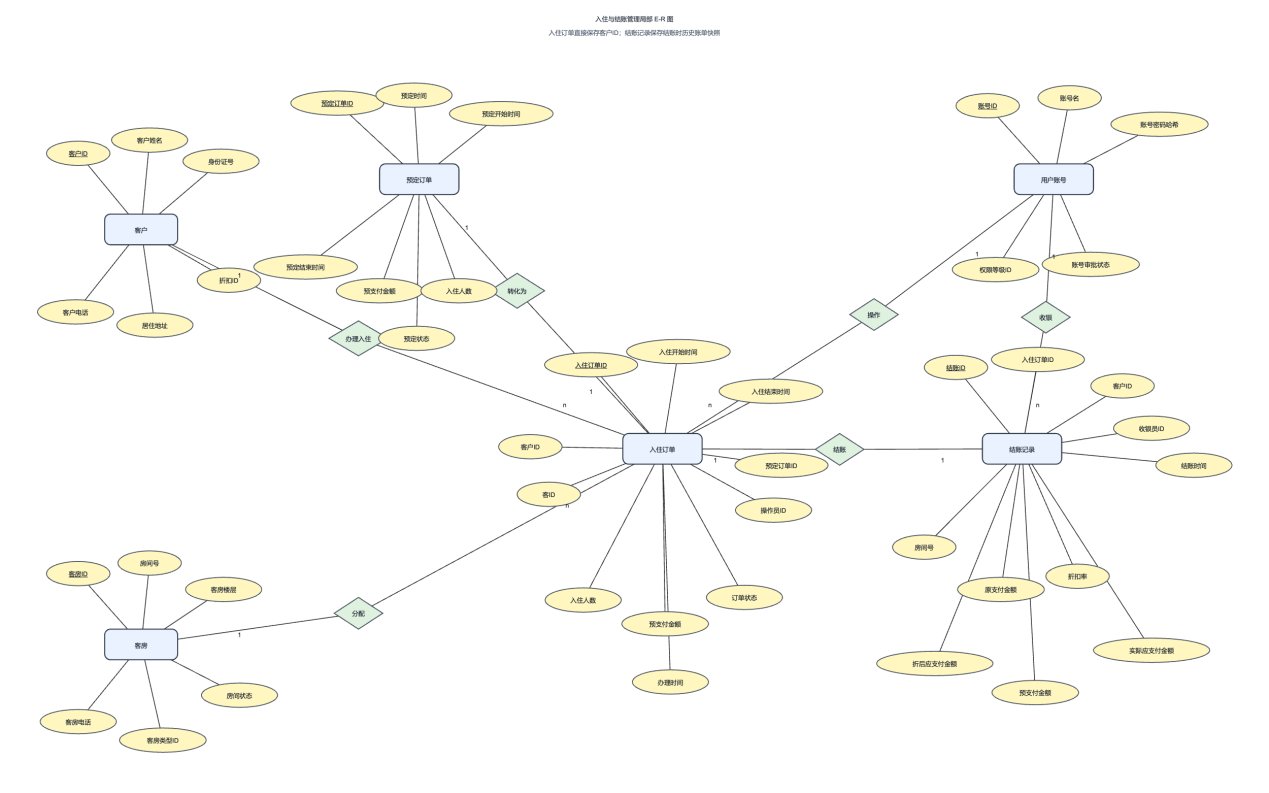 入住与结账管理局部 E-R 图
入住订单直接保存客户ID；结账记录保存结账时历史账单快照
预定订单ID
预定时间
预定开始时间
账号ID
账号名
账号密码哈希
客户ID
客户姓名
身份证号
预定订单
用户账号
客户
1
预定结束时间
折扣ID
1
预支付金额
入住人数
转化为
1
权限等级ID
1
账号审批状态
客户电话
居住地址
办理入住
预定状态
操作
收银
入住订单ID
入住开始时间
入住结束时间
1
n
n
结账ID
入住订单ID
客户ID
n
收银员ID
结账时间
客户ID
入住订单
结账
结账记录
1
预定订单ID
1
客ID
n
操作员ID
房间号
客房ID
房间号
客房楼层
入住人数
预支付金额
订单状态
原支付金额
折扣率
分配
1
客房
折后应支付金额
实际应支付金额
办理时间
预支付金额
房间状态
客房电话
客房类型ID